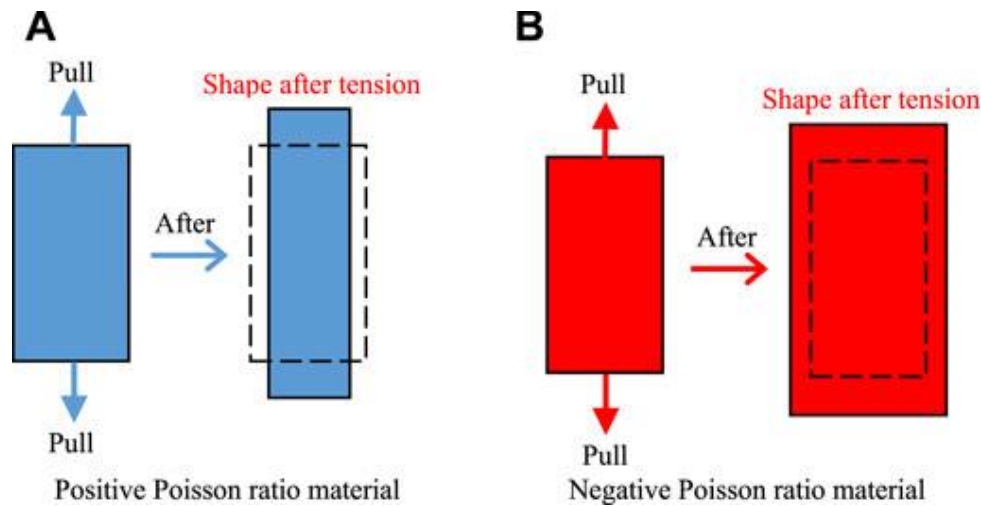 A
Pull
Shape after tension
After
Pull
Positive Poisson ratio material
B
Pull
Shape after tension
After
Pull
Negative Poisson ratio material